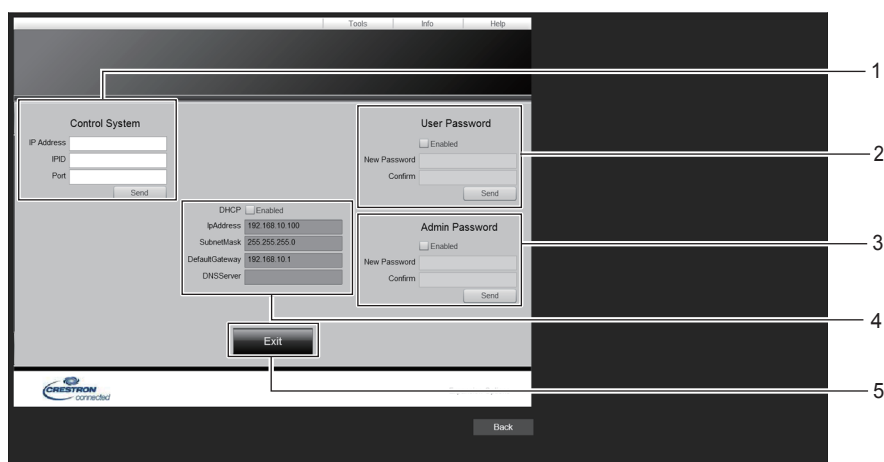 Tools Info Help
1
Control System
IP Address
IPID
Port
Send
User Password
Enabled
New Password
Confirm
Send
2
DHCP Enabled
IpAddress 192.168.10.100
SubnetMask 255.255.255.0
DefaultGateway 192.168.10.1
DNSServer
Admin Password
Enabled
New Password
Confirm
Send
3
4
Exit
5
CRESTRON
connected
Back